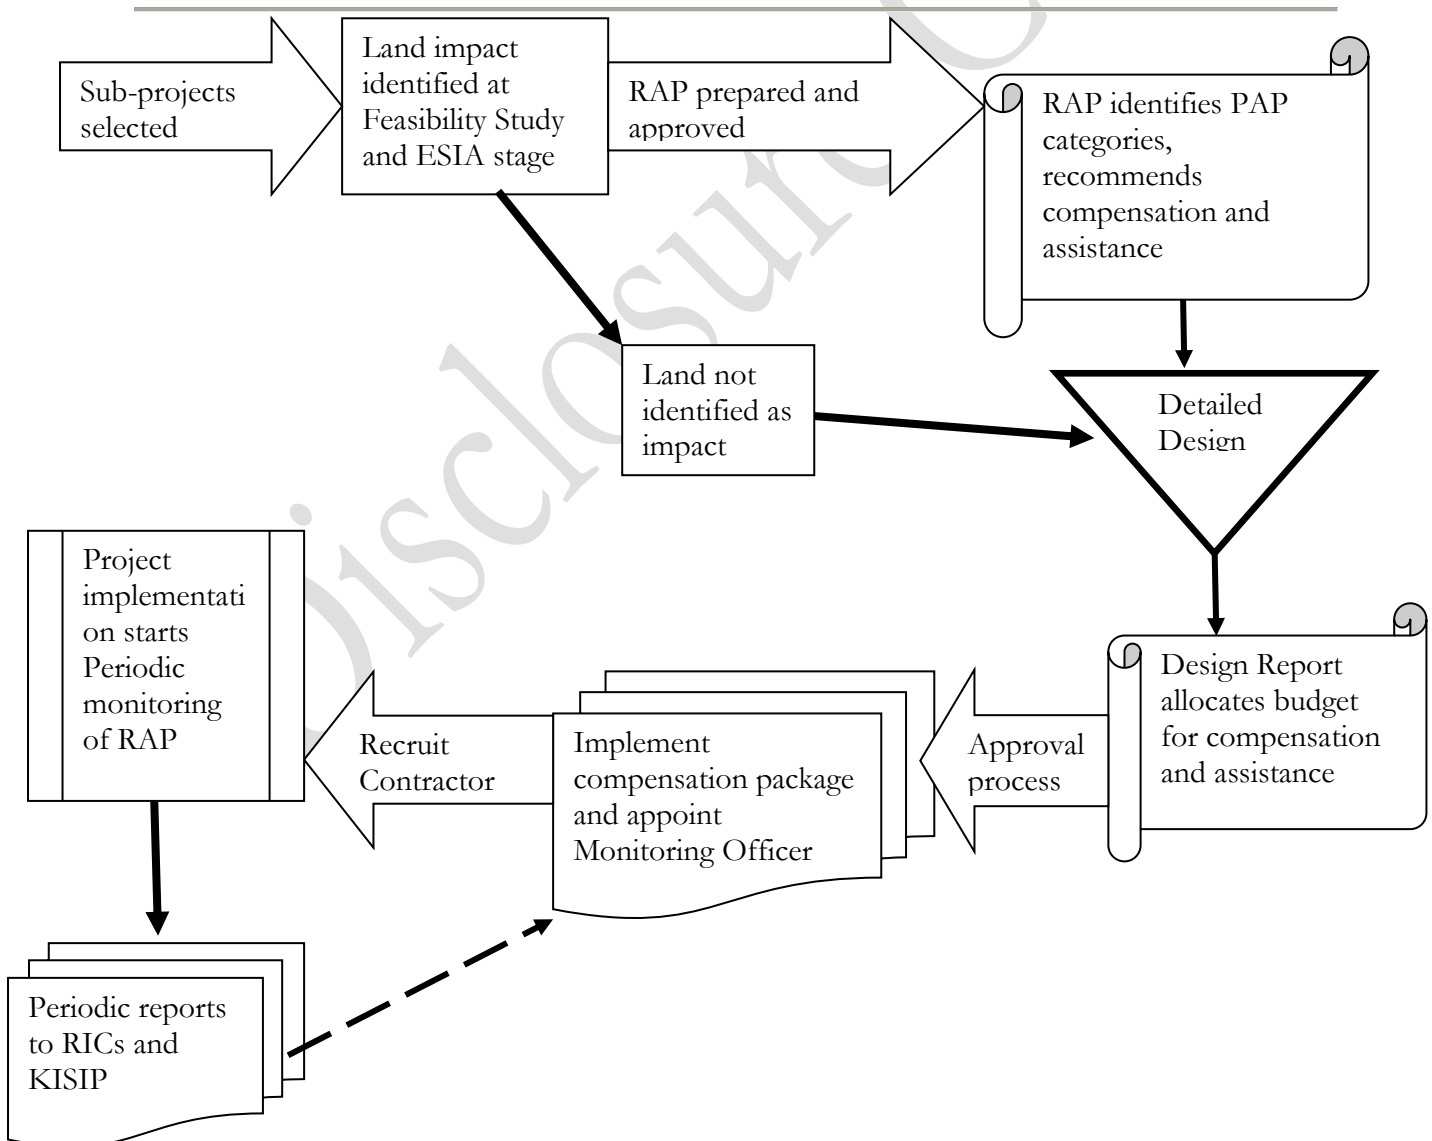 Sub-projects
selected
Land impact
identified at
Feasibility Study
and ESIA stage
RAP prepared and
approved
RAP identifies PAP
categories,
recommends
compensation and
assistance
Land not
identified as
impact
Detailed
Design
Project
implementati
on starts
Periodic
monitoring
of RAP
Recruit
Contractor
Implement
compensation package
and appoint
Monitoring Officer
Approval
process
Design Report
allocates budget
for compensation
and assistance
Periodic reports
to RICs and
KISIP
Disclosure